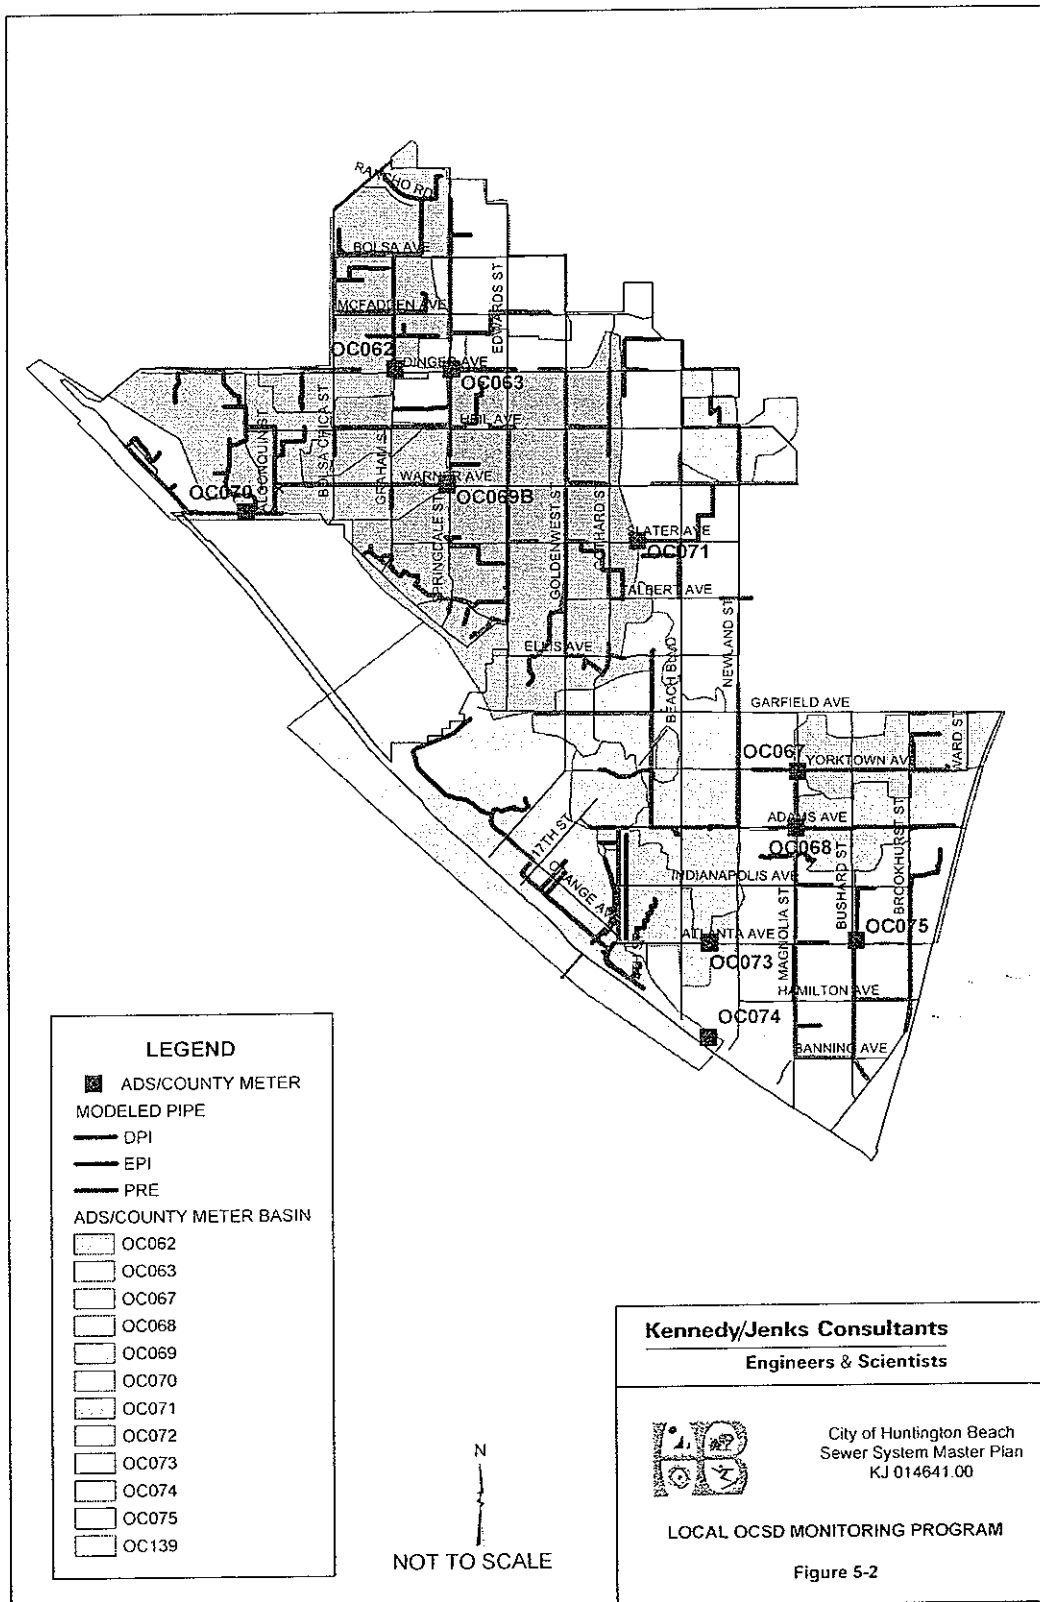 RANCHO RD
BOLSA AVE
MCFADDEN AVE
EDWARDS ST
OC062
DINGER AVE
OC063
ALGONQUIN ST
BOLSA CHICA ST
GRAHAM ST
HEIL AVE
WARNER AVE
OC070
OC069B
SPRINGDALE ST
GOLDENWEST ST
GOTHARD ST
SLATER AVE
OC071
TALBERT AVE
NEWLAND ST
ELLIS AVE
BEACH BLVD
GARFIELD AVE
OC067
YORKTOWN AV
WARD ST
ADAMS AVE
OC068
17TH ST
ORANGE AV
INDIANAPOLIS AVE
MAGNOLIA ST
BUSHARD ST
BROOKHURST ST
ATLANTA AVE
OC075
OC073
HAMILTON AVE
OC074
BANNING AVE
LEGEND
ADS/COUNTY METER
MODELED PIPE
DPI
EPI
PRE
ADS/COUNTY METER BASIN
OC062
OC063
OC067
OC068
OC069
OC070
OC071
OC072
OC073
OC074
OC075
OC139
N
NOT TO SCALE
Kennedy/Jenks Consultants
Engineers & Scientists
City of Huntington Beach
Sewer System Master Plan
KJ 014641.00
LOCAL OCSD MONITORING PROGRAM
Figure 5-2